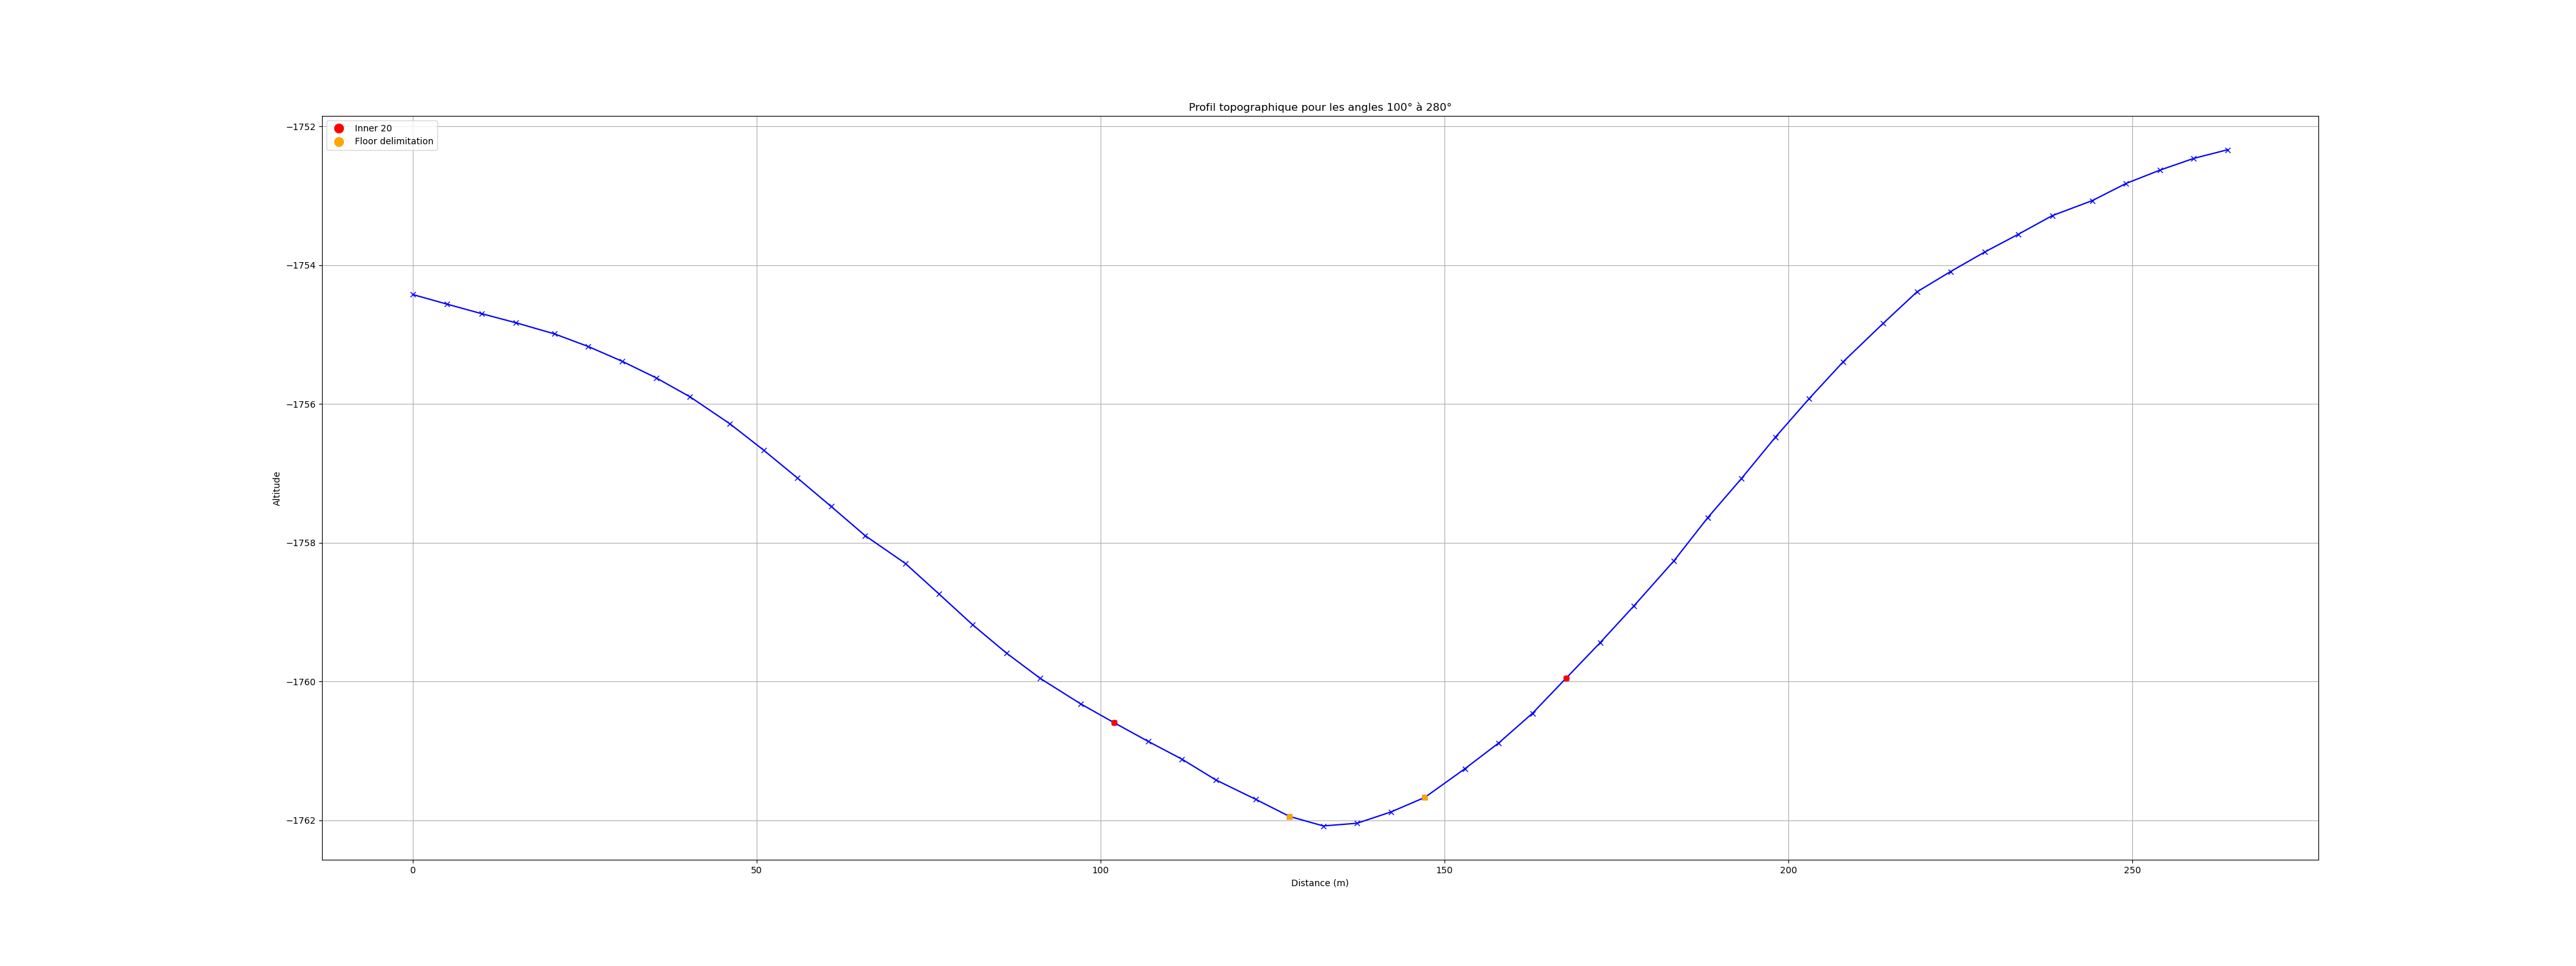 Profil topographique pour les angles 100° à 280°
Inner 20
Floor delimitation
−1752
−1754
−1756
−1758
−1760
−1762
Altitude
0 50 100 150 200 250
Distance (m)